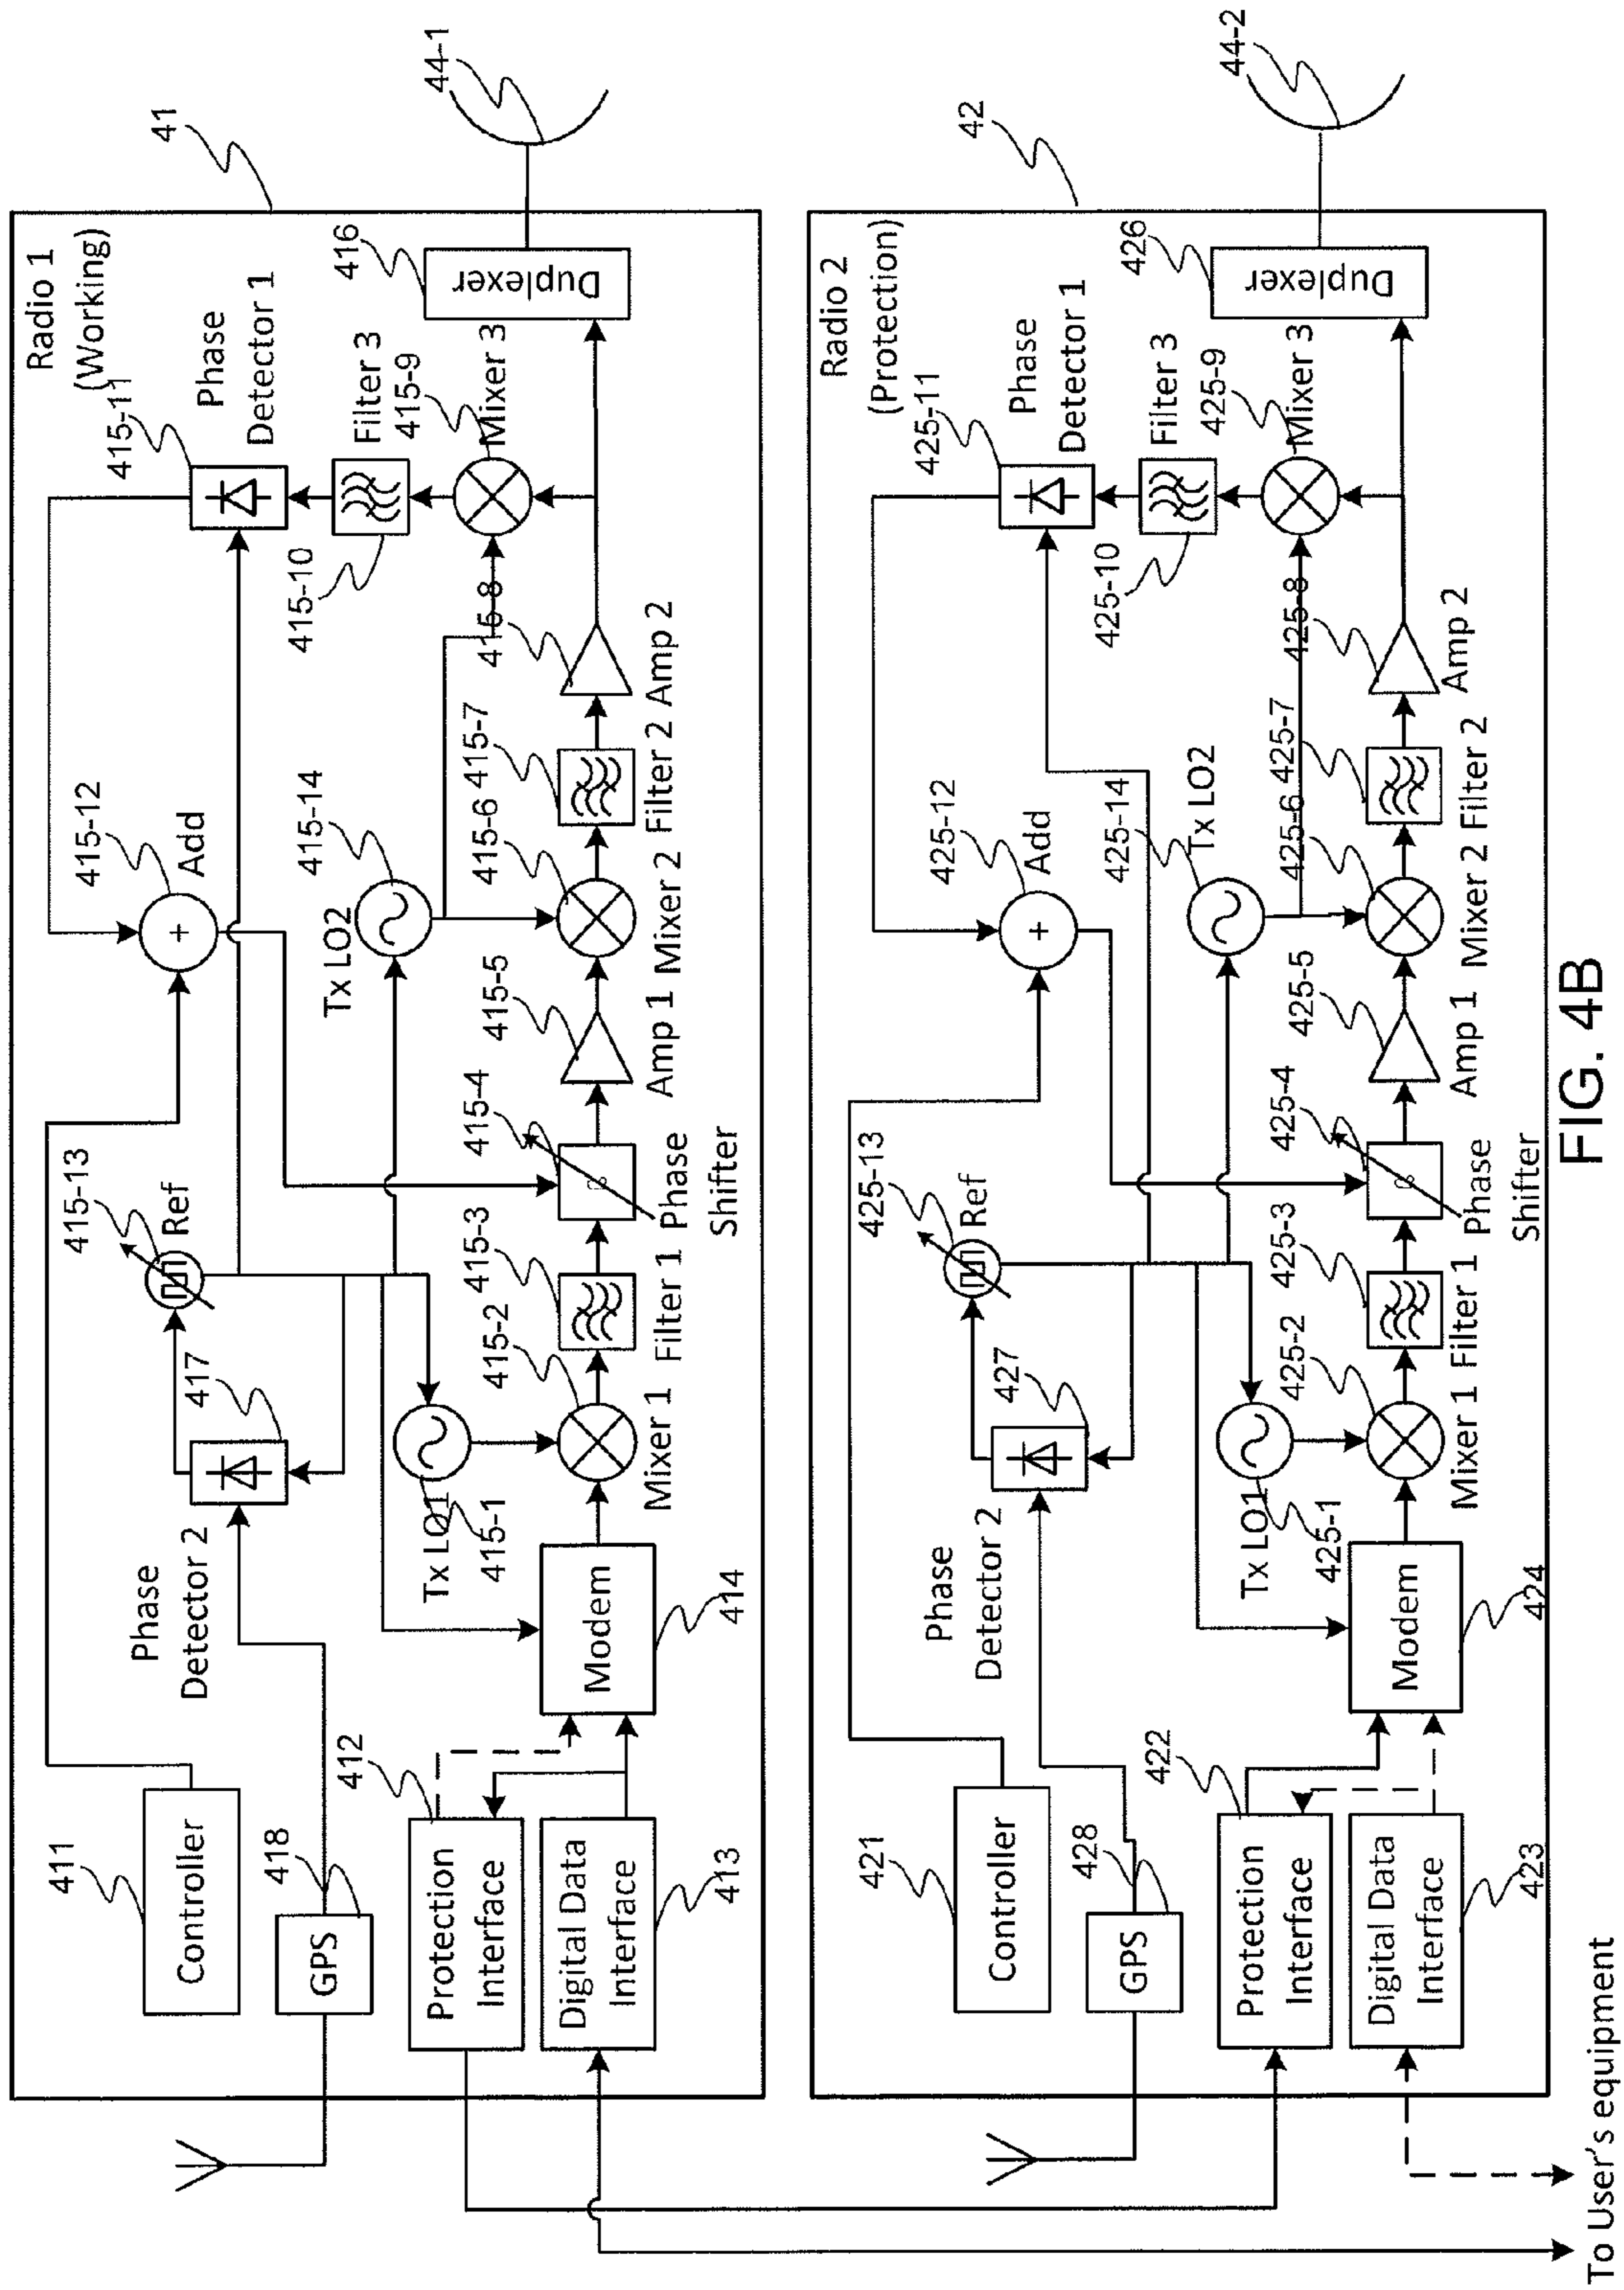 Radio 1
(Working)
41
44-1
411
Controller
418
GPS
412
Protection
Interface
Digital Data
Interface
413
Phase
Detector 2
417
415-13
Ref
415-12
Add
415-11
Phase
Detector 1
415-10
Filter 3
415-9
Mixer 3
416
Duplexer
Tx LO2
415-14
Tx LO1
415-1
Modem
414
415-2
Mixer 1
415-3
Filter 1
415-4
Phase
Shifter
415-5
Amp 1
415-6
Mixer 2
415-7
Filter 2
415-8
Amp 2
Radio 2
(Protection)
42
44-2
421
Controller
428
GPS
422
Protection
Interface
Digital Data
Interface
423
Phase
Detector 2
427
425-13
Ref
425-12
Add
425-11
Phase
Detector 1
425-10
Filter 3
425-9
Mixer 3
426
Duplexer
Tx LO2
425-14
Tx LO1
425-1
Modem
424
425-2
Mixer 1
425-3
Filter 1
425-4
Phase
Shifter
425-5
Amp 1
425-6
Mixer 2
425-7
Filter 2
425-8
Amp 2
To User's equipment
FIG. 4B